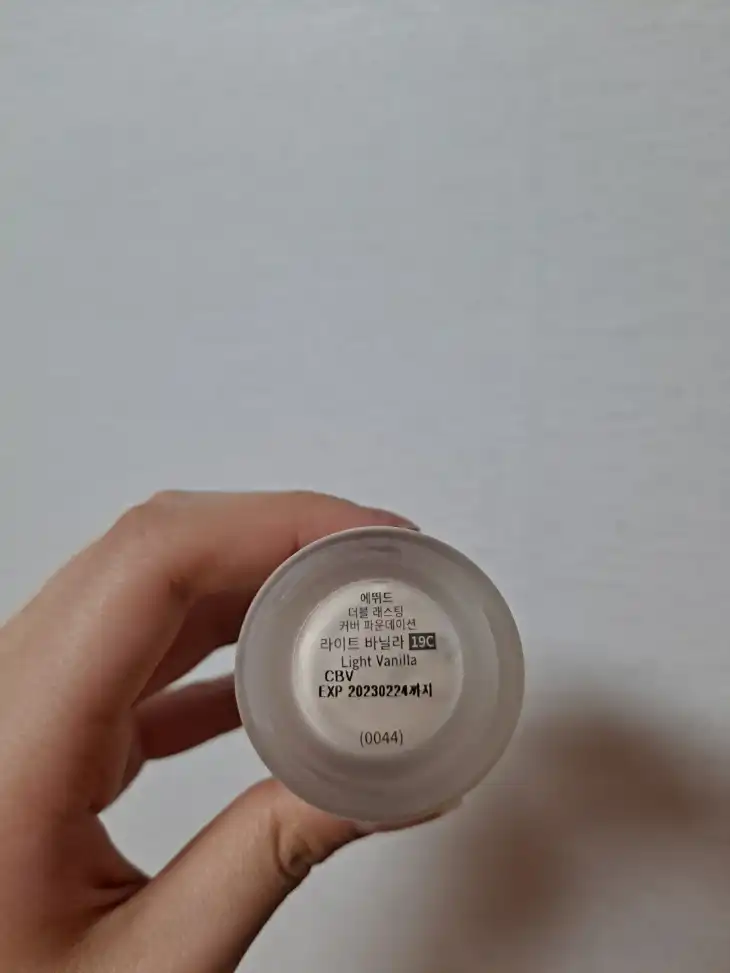 에뛰드
더블 래스팅
커버 파운데이션
라이트 바닐라 19C
Light Vanilla
CBV
EXP 20230224까지
(0044)